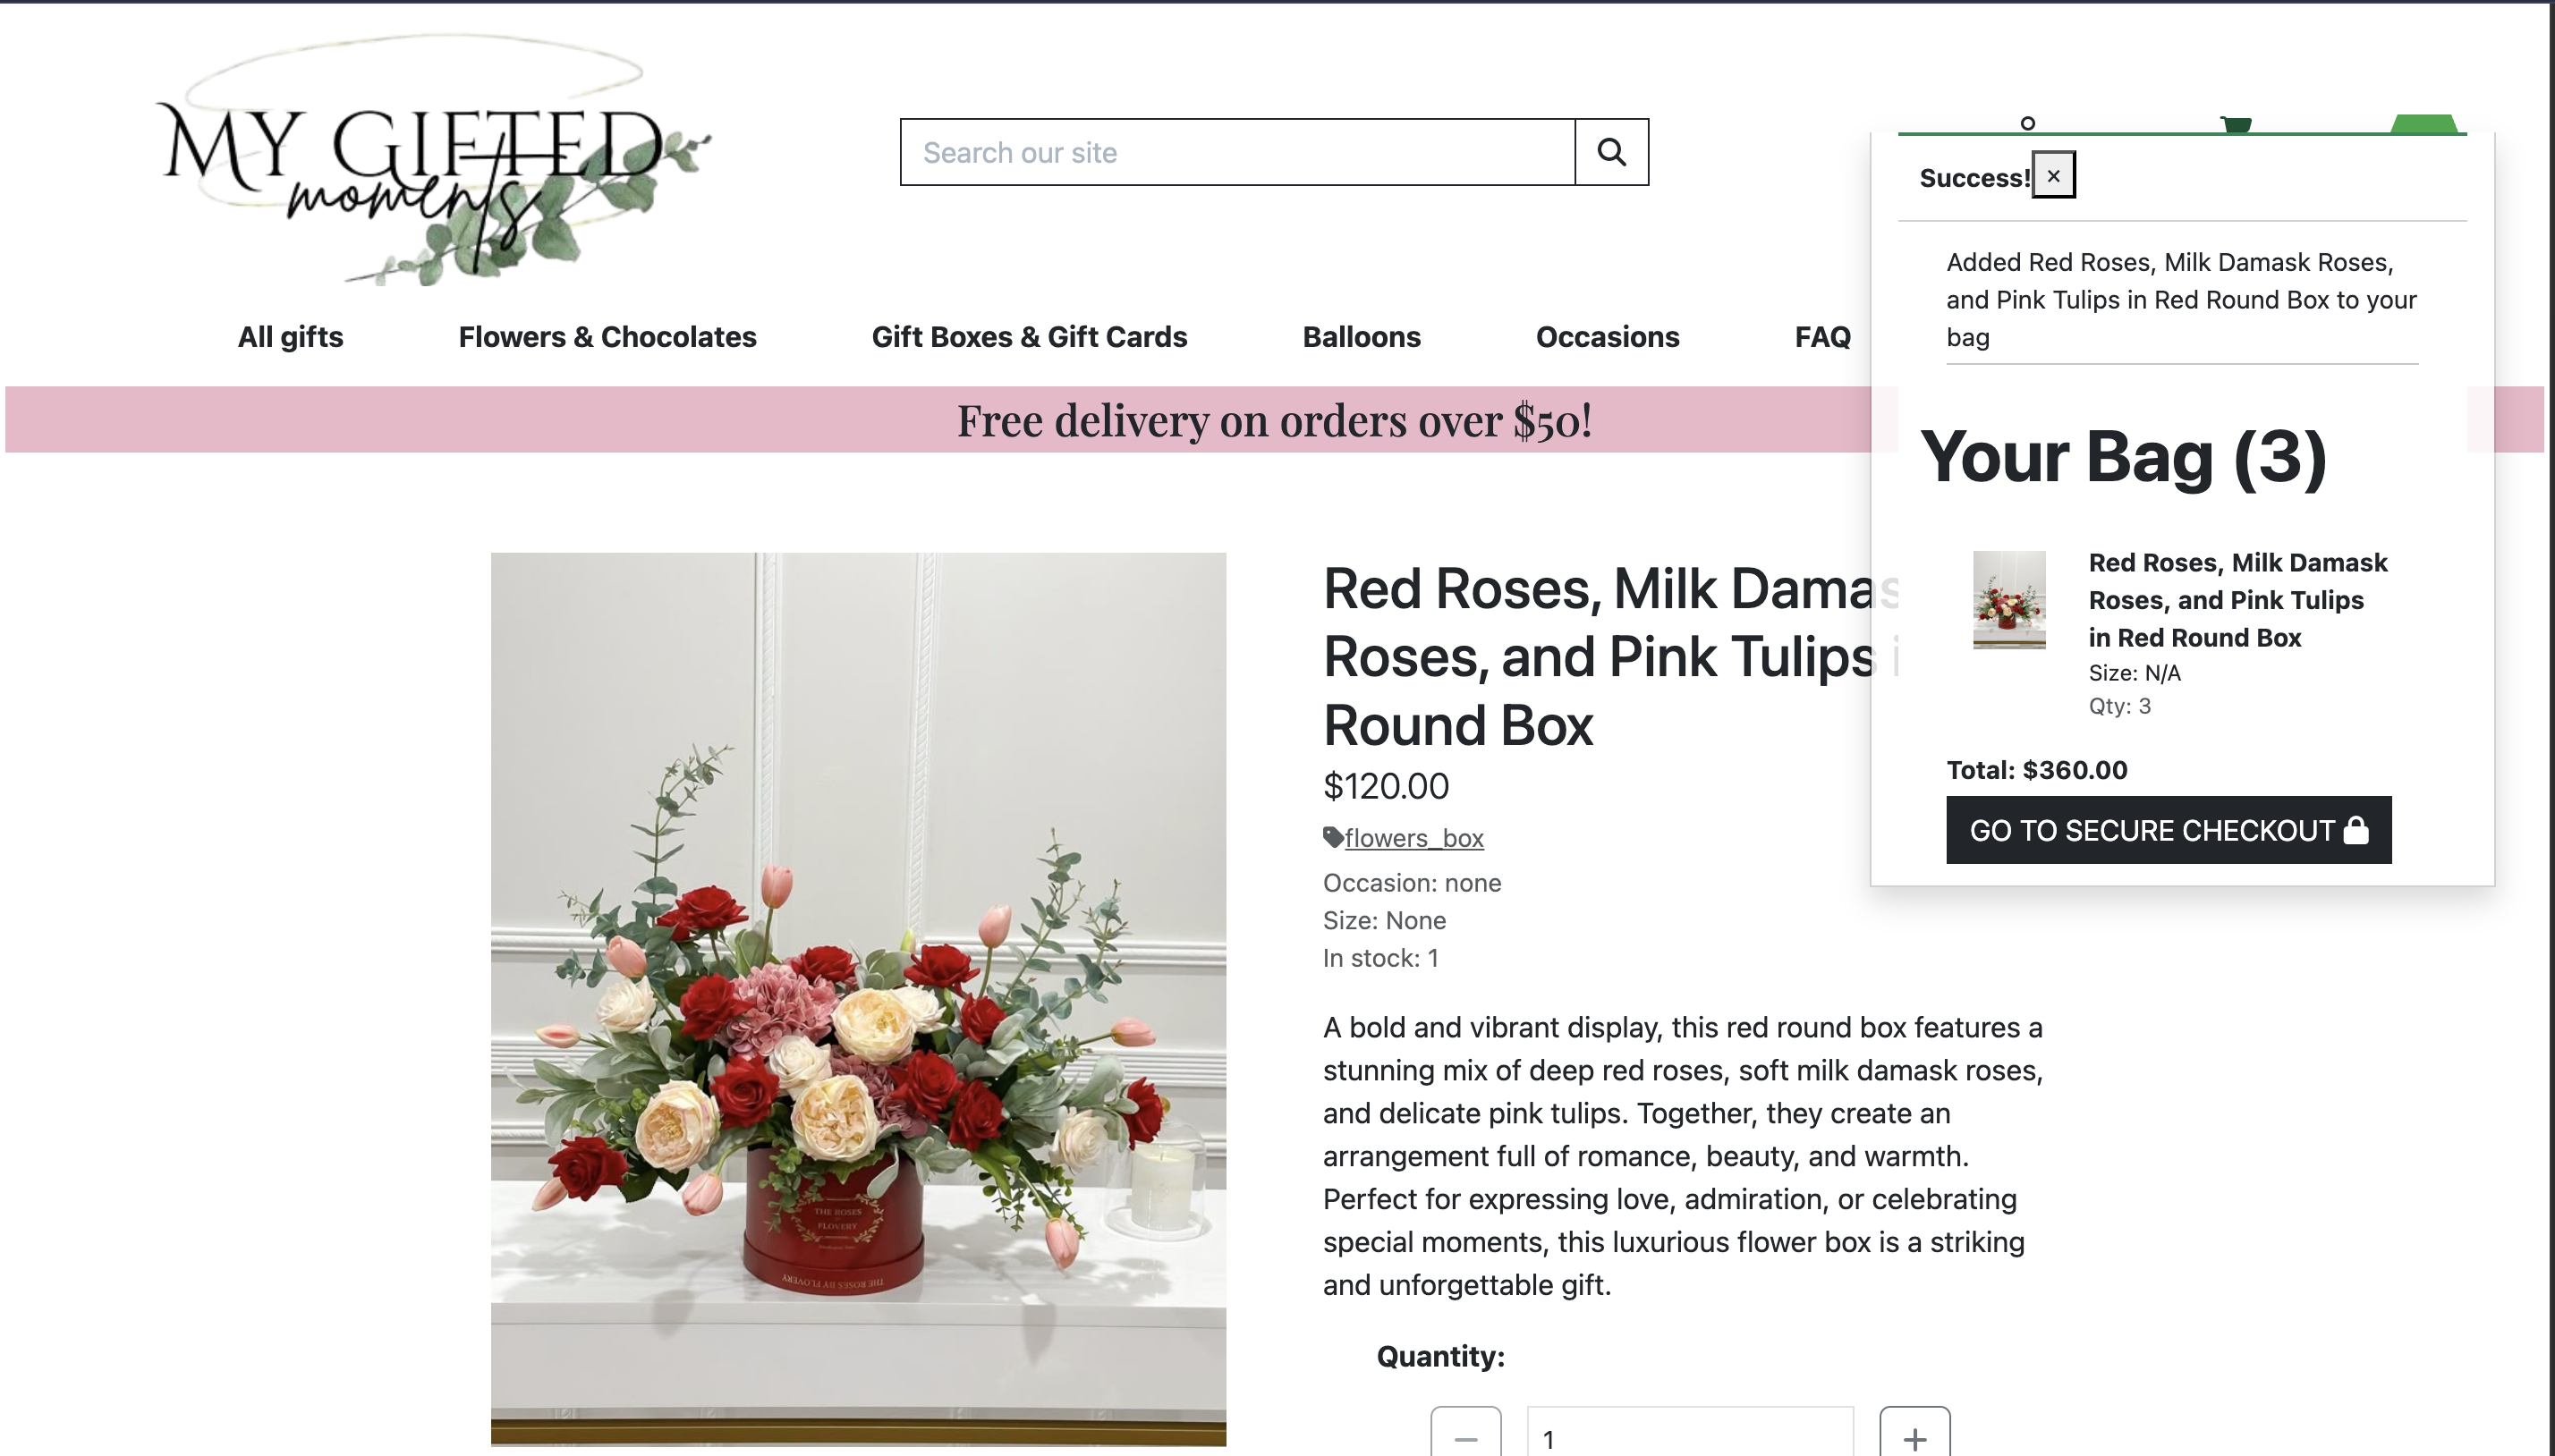 MY GIFTED
moments
Search our site
Success! ×
Added Red Roses, Milk Damask Roses,
and Pink Tulips in Red Round Box to your
bag
All gifts
Flowers & Chocolates
Gift Boxes & Gift Cards
Balloons
Occasions
FAQ
Free delivery on orders over $50!
Your Bag (3)
Red Roses, Milk Damask
Roses, and Pink Tulips
in Red Round Box
Size: N/A
Qty: 3
Total: $360.00
GO TO SECURE CHECKOUT
Red Roses, Milk Damas
Roses, and Pink Tulips i
Round Box
$120.00
flowers_box
Occasion: none
Size: None
In stock: 1
A bold and vibrant display, this red round box features a
stunning mix of deep red roses, soft milk damask roses,
and delicate pink tulips. Together, they create an
arrangement full of romance, beauty, and warmth.
Perfect for expressing love, admiration, or celebrating
special moments, this luxurious flower box is a striking
and unforgettable gift.
THE ROSES
FLOVERY
THE ROSES BY FLOVERY
Quantity:
− 1 +